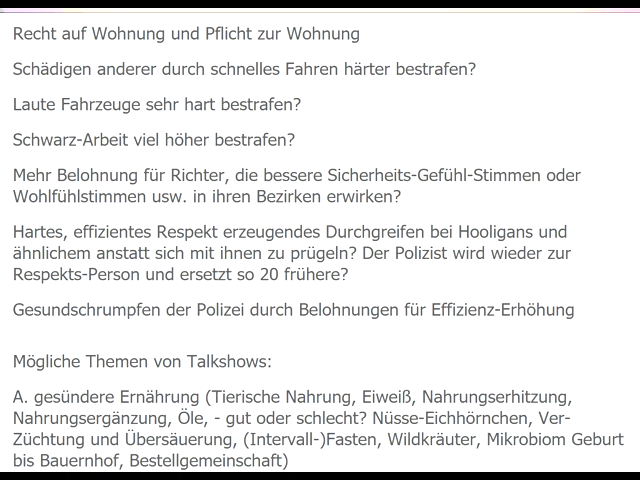 Recht auf Wohnung und Pflicht zur Wohnung
Schädigen anderer durch schnelles Fahren härter bestrafen?
Laute Fahrzeuge sehr hart bestrafen?
Schwarz-Arbeit viel höher bestrafen?
Mehr Belohnung für Richter, die bessere Sicherheits-Gefühl-Stimmen oder
Wohlfühlstimmen usw. in ihren Bezirken erwirken?
Hartes, effizientes Respekt erzeugendes Durchgreifen bei Hooligans und
ähnlichem anstatt sich mit ihnen zu prügeln? Der Polizist wird wieder zur
Respekts-Person und ersetzt so 20 frühere?
Gesundschrumpfen der Polizei durch Belohnungen für Effizienz-Erhöhung
Mögliche Themen von Talkshows:
A. gesündere Ernährung (Tierische Nahrung, Eiweiß, Nahrungserhitzung,
Nahrungsergänzung, Öle, - gut oder schlecht? Nüsse-Eichhörnchen, Ver-
Züchtung und Übersäuerung, (Intervall-)Fasten, Wildkräuter, Mikrobiom Geburt
bis Bauernhof, Bestellgemeinschaft)